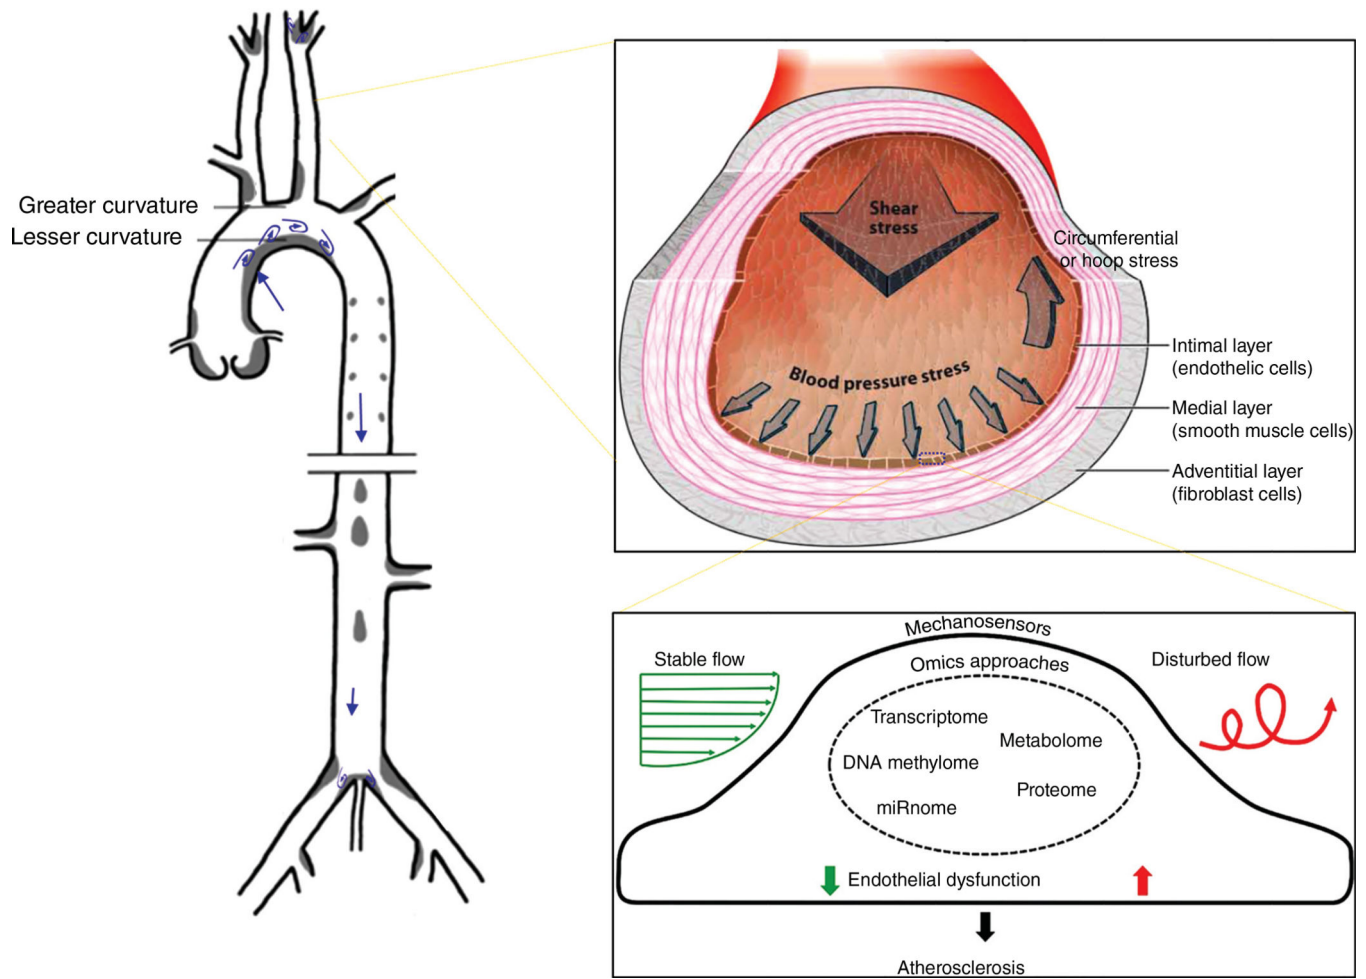 Greater curvature
Lesser curvature
Shear
stress
Circumferential
or hoop stress
Blood pressure stress
Intimal layer
(endothelic cells)
Medial layer
(smooth muscle cells)
Adventitial layer
(fibroblast cells)
Mechanosensors
Stable flow
Omics approaches
Disturbed flow
Transcriptome
Metabolome
DNA methylome
Proteome
miRnome
Endothelial dysfunction
Atherosclerosis